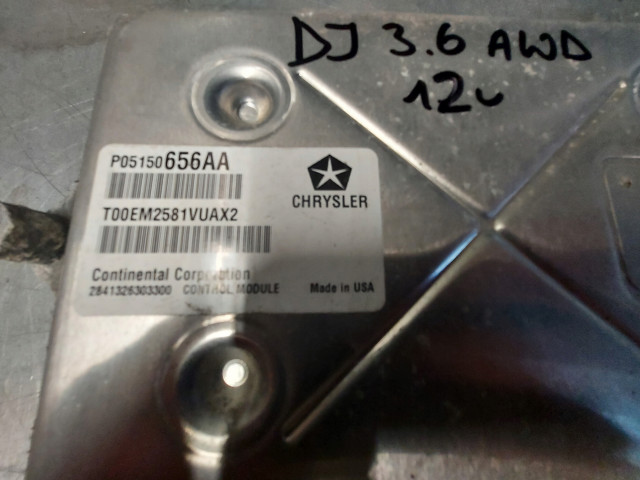 DJ 3.6 AWD
12v
P05150656AA
CHRYSLER
T00EM2581VUAX2
Continental Corporation
2841326303300 CONTROL MODULE Made in USA